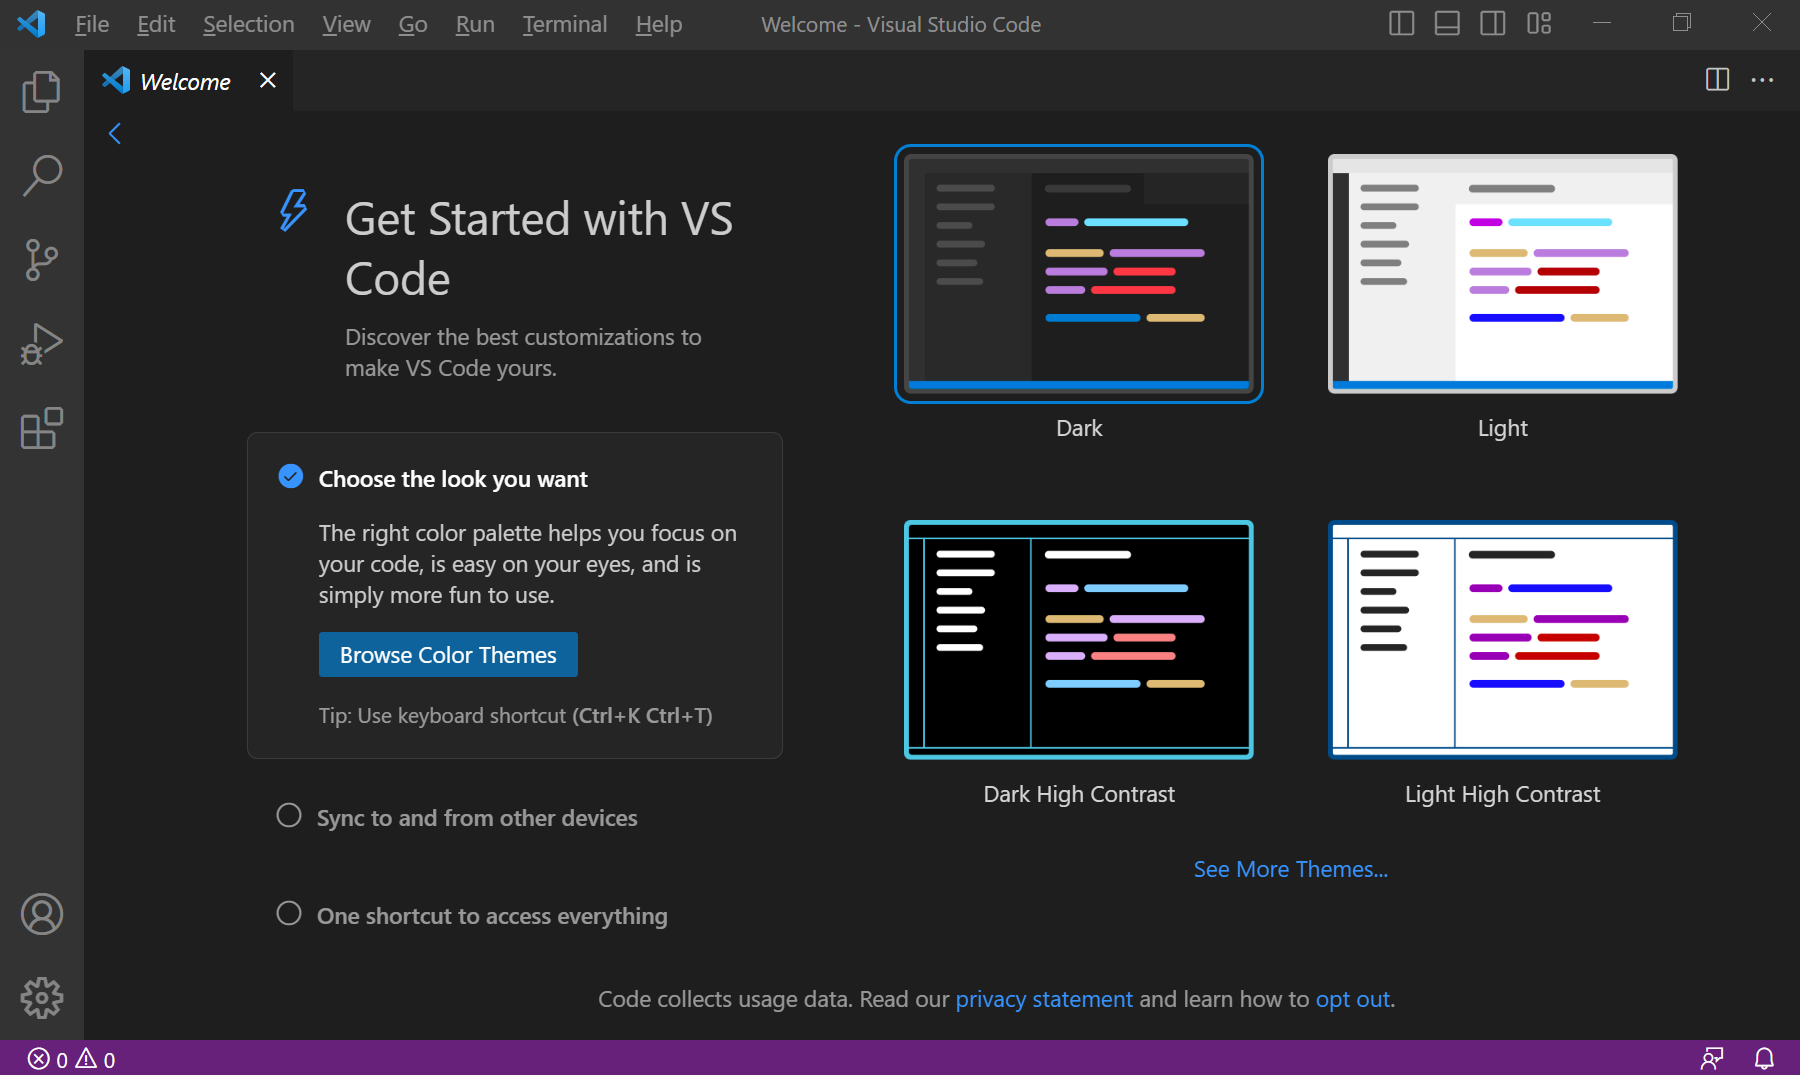 File Edit Selection View Go Run Terminal Help Welcome - Visual Studio Code
Welcome
Get Started with VS
Code
Discover the best customizations to
make VS Code yours.
Choose the look you want
The right color palette helps you focus on
your code, is easy on your eyes, and is
simply more fun to use.
Browse Color Themes
Tip: Use keyboard shortcut (Ctrl+K Ctrl+T)
Sync to and from other devices
One shortcut to access everything
Dark
Light
Dark High Contrast
Light High Contrast
See More Themes...
Code collects usage data. Read our privacy statement and learn how to opt out.
0 0